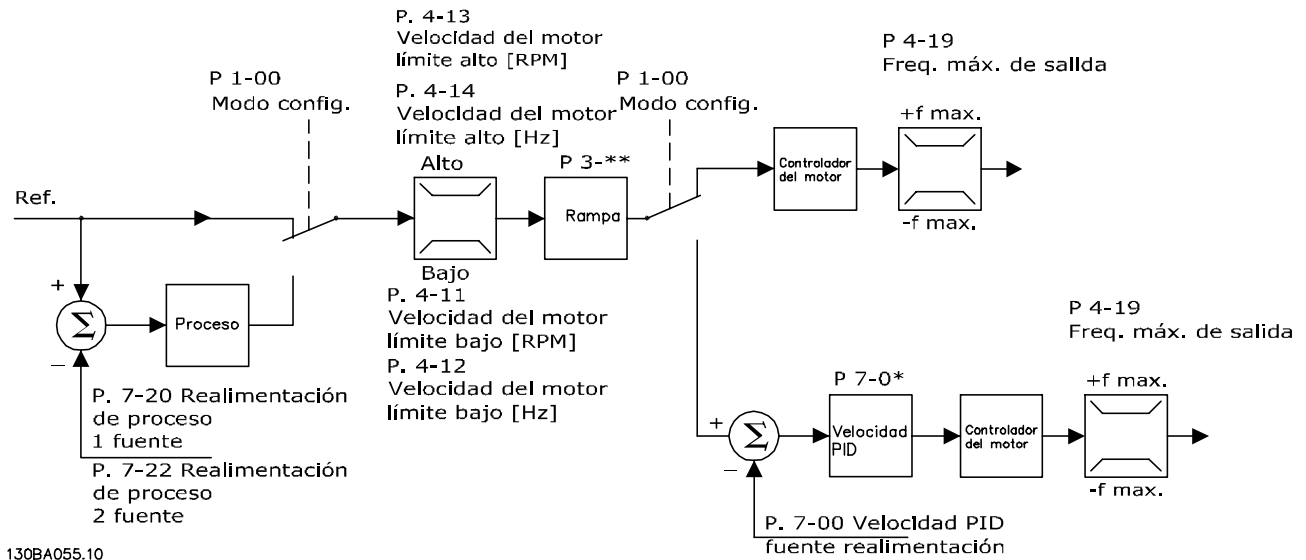 P. 4-13
Velocidad del motor
límite alto [RPM]
P 4-19
Freq. máx. de salida
P 1-00
Modo config.
P. 4-14
Velocidad del motor
límite alto [Hz]
P 1-00
Modo config.
+f max.
Alto
P 3-**
Controlador
del motor
Ref.
Rampa
-f max.
Bajo
+
Σ
Proceso
−
P. 4-11
Velocidad del motor
límite bajo [RPM]
P. 4-12
Velocidad del motor
límite bajo [Hz]
P 4-19
Freq. máx. de salida
P. 7-20 Realimentación
de proceso
1 fuente
P. 7-22 Realimentación
de proceso
2 fuente
P 7-0*
+f max.
+
Σ
Velocidad
PID
Controlador
del motor
−
-f max.
P. 7-00 Velocidad PID
fuente realimentación
130BA055.10